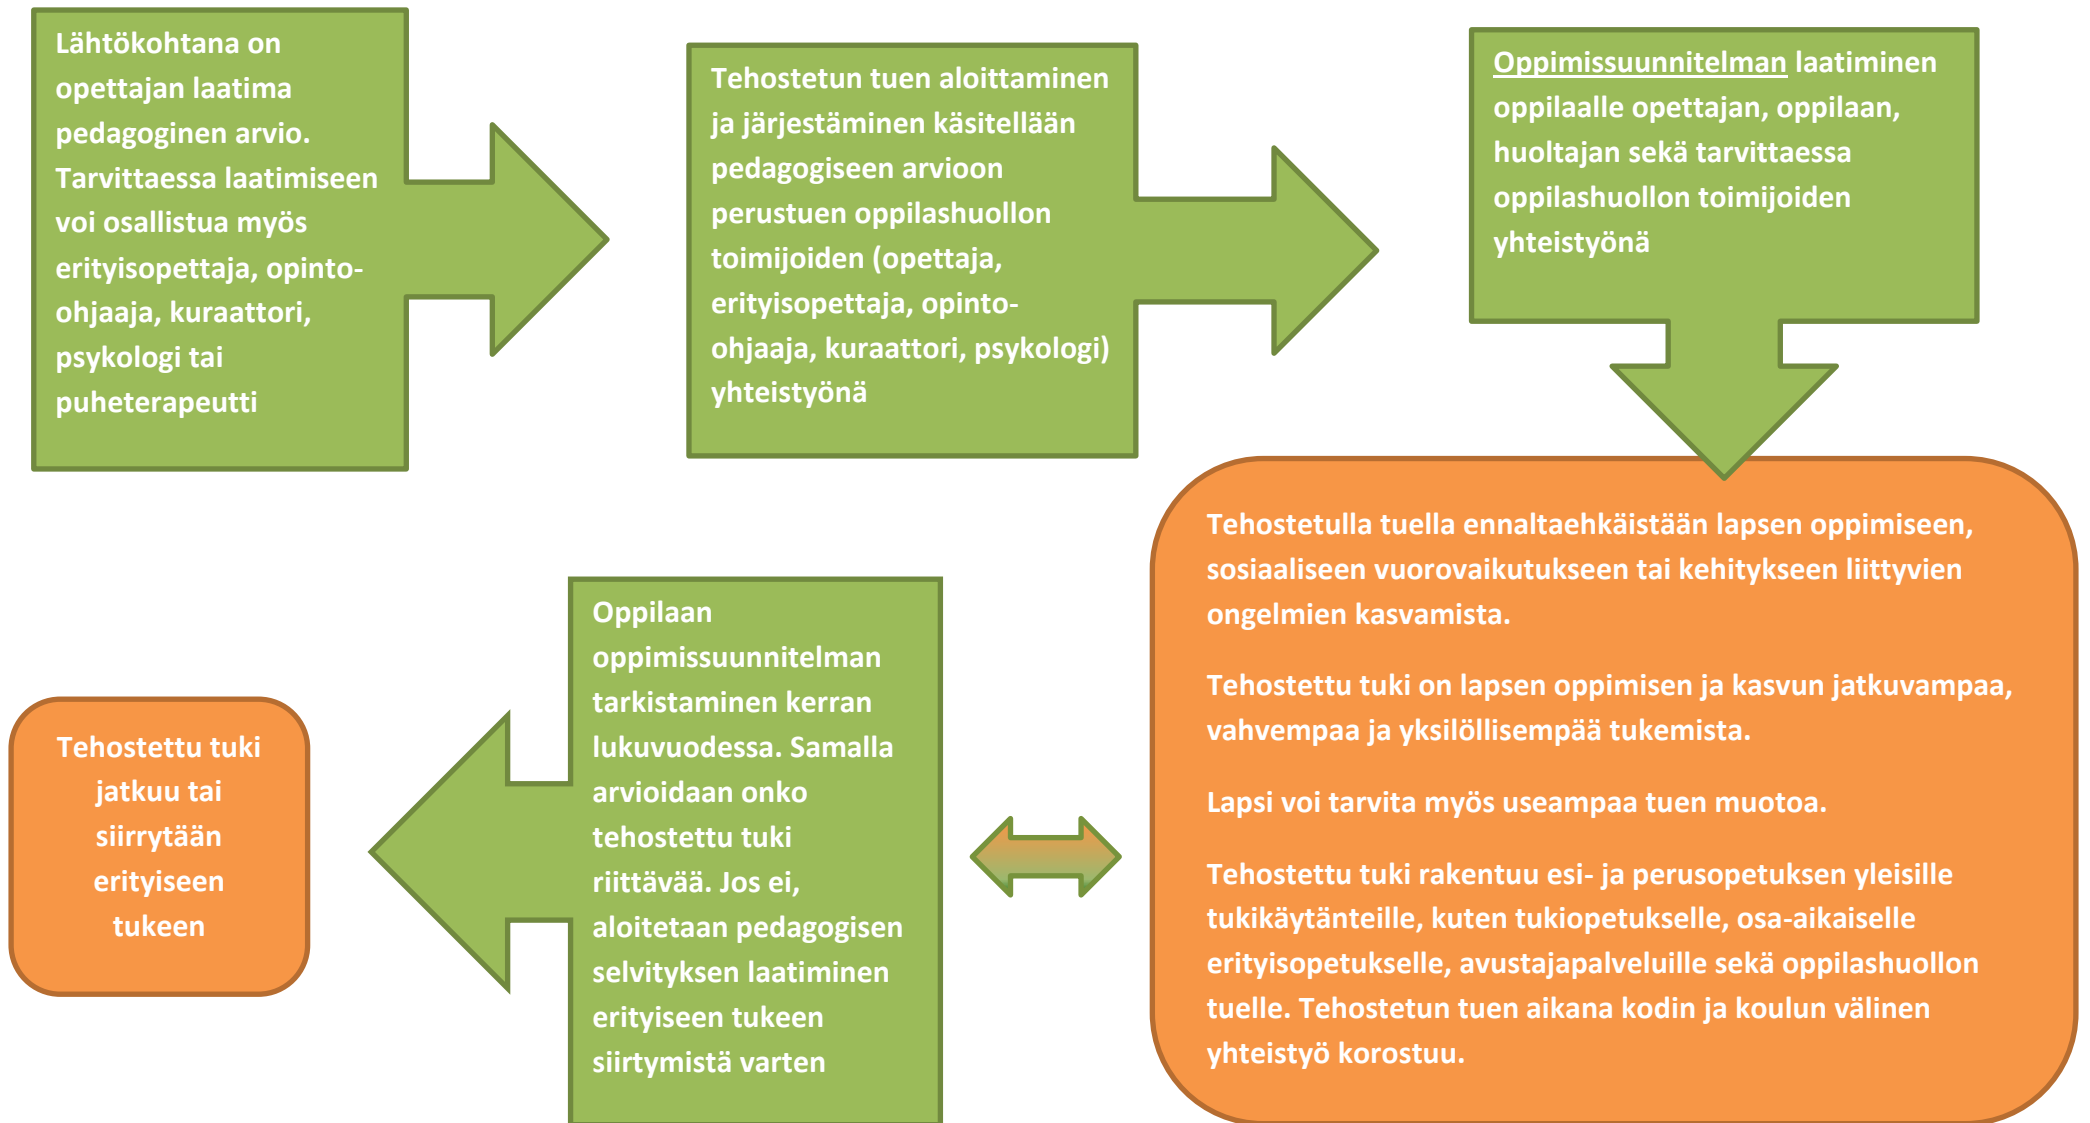 Lähtökohtana on
opettajan laatima
pedagoginen arvio.
Tarvittaessa laatimiseen
voi osallistua myös
erityisopettaja, opinto-
ohjaaja, kuraattori,
psykologi tai
puheterapeutti
Tehostetun tuen aloittaminen
ja järjestäminen käsitellään
pedagogiseen arvioon
perustuen oppilashuollon
toimijoiden (opettaja,
erityisopettaja, opinto-
ohjaaja, kuraattori, psykologi)
yhteistyönä
Oppimissuunnitelman laatiminen
oppilaalle opettajan, oppilaan,
huoltajan sekä tarvittaessa
oppilashuollon toimijoiden
yhteistyönä
Tehostetulla tuella ennaltaehkäistään lapsen oppimiseen,
sosiaaliseen vuorovaikutukseen tai kehitykseen liittyvien
ongelmien kasvamista.
Tehostettu tuki on lapsen oppimisen ja kasvun jatkuvampaa,
vahvempaa ja yksilöllisempää tukemista.
Lapsi voi tarvita myös useampaa tuen muotoa.
Tehostettu tuki rakentuu esi- ja perusopetuksen yleisille
tukikäytänteille, kuten tukiopetukselle, osa-aikaiselle
erityisopetukselle, avustajapalveluille sekä oppilashuollon
tuelle. Tehostetun tuen aikana kodin ja koulun välinen
yhteistyö korostuu.
Oppilaan
oppimissuunnitelman
tarkistaminen kerran
lukuvuodessa. Samalla
arvioidaan onko
tehostettu tuki
riittävää. Jos ei,
aloitetaan pedagogisen
selvityksen laatiminen
erityiseen tukeen
siirtymistä varten
Tehostettu tuki
jatkuu tai
siirrytään
erityiseen
tukeen